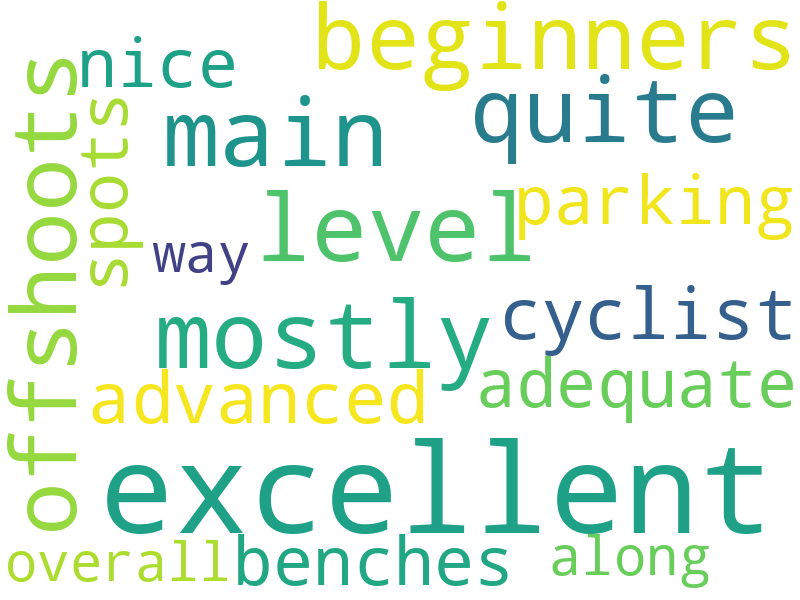 beginners
nice
quite
main
offshoots
spots
parking
level
way
cyclist
mostly
adequate
advanced
excellent
overall
benches
along